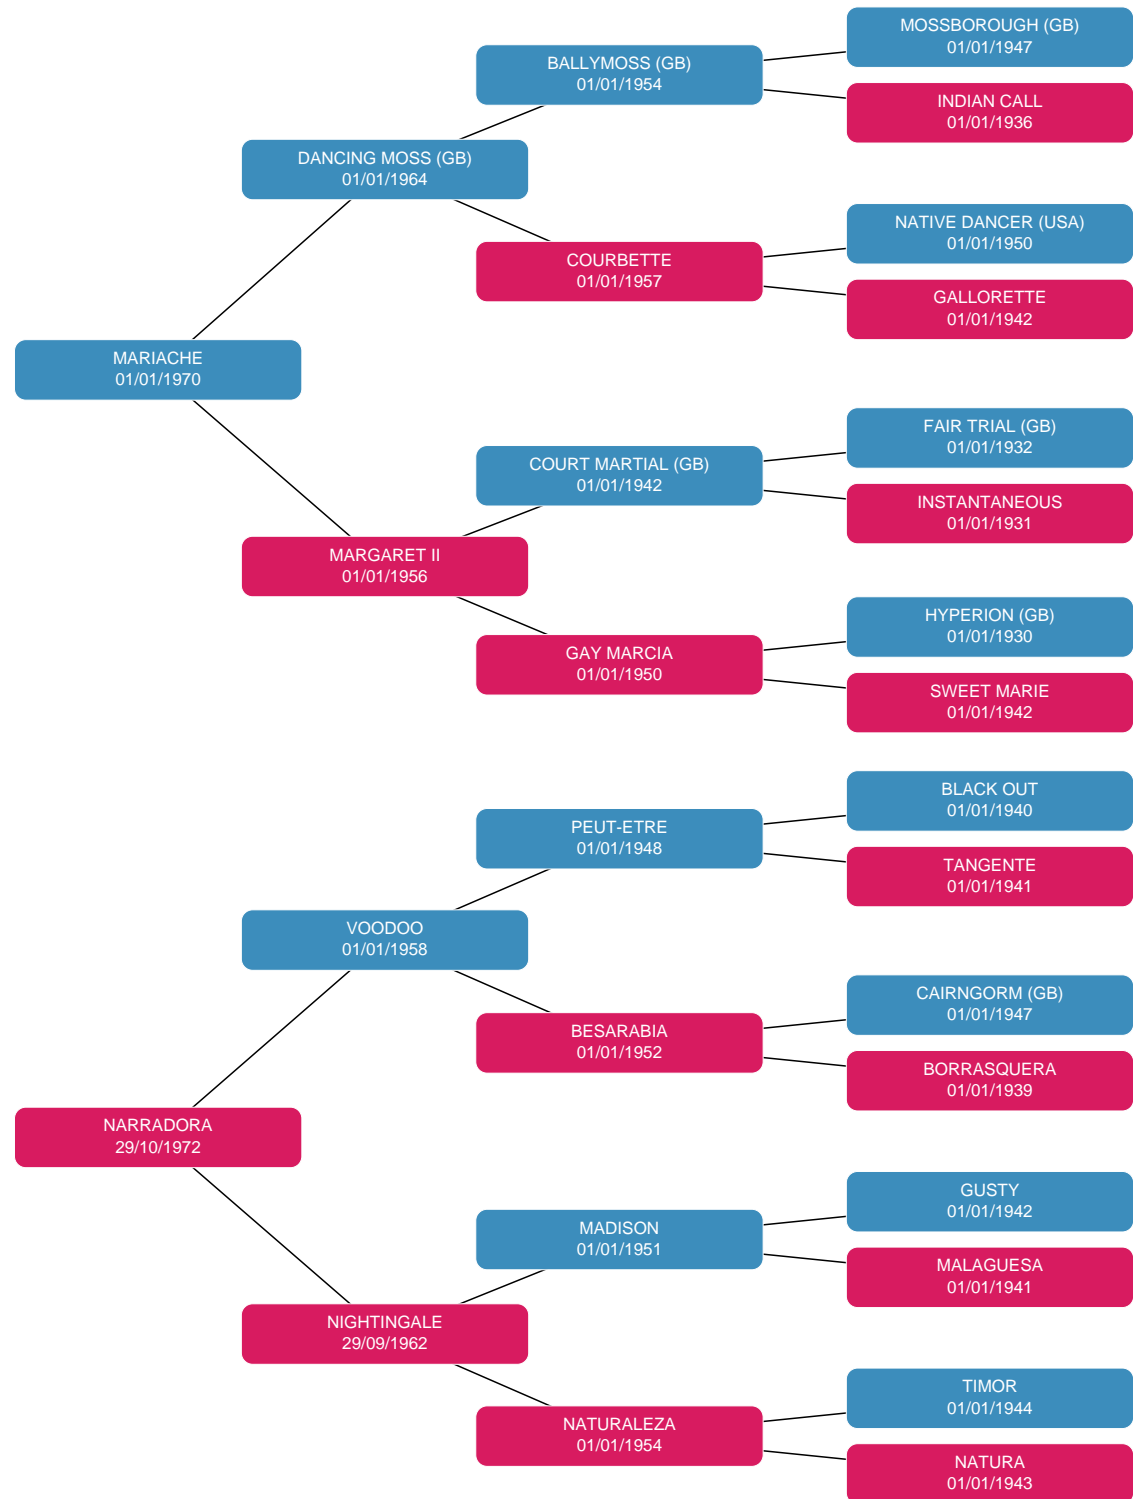 MOSSBOROUGH (GB)
01/01/1947
BALLYMOSS (GB)
01/01/1954
INDIAN CALL
01/01/1936
DANCING MOSS (GB)
01/01/1964
NATIVE DANCER (USA)
01/01/1950
COURBETTE
01/01/1957
GALLORETTE
01/01/1942
MARIACHE
01/01/1970
FAIR TRIAL (GB)
01/01/1932
COURT MARTIAL (GB)
01/01/1942
INSTANTANEOUS
01/01/1931
MARGARET II
01/01/1956
HYPERION (GB)
01/01/1930
GAY MARCIA
01/01/1950
SWEET MARIE
01/01/1942
BLACK OUT
01/01/1940
PEUT-ETRE
01/01/1948
TANGENTE
01/01/1941
VOODOO
01/01/1958
CAIRNGORM (GB)
01/01/1947
BESARABIA
01/01/1952
BORRASQUERA
01/01/1939
NARRADORA
29/10/1972
GUSTY
01/01/1942
MADISON
01/01/1951
MALAGUESA
01/01/1941
NIGHTINGALE
29/09/1962
TIMOR
01/01/1944
NATURALEZA
01/01/1954
NATURA
01/01/1943